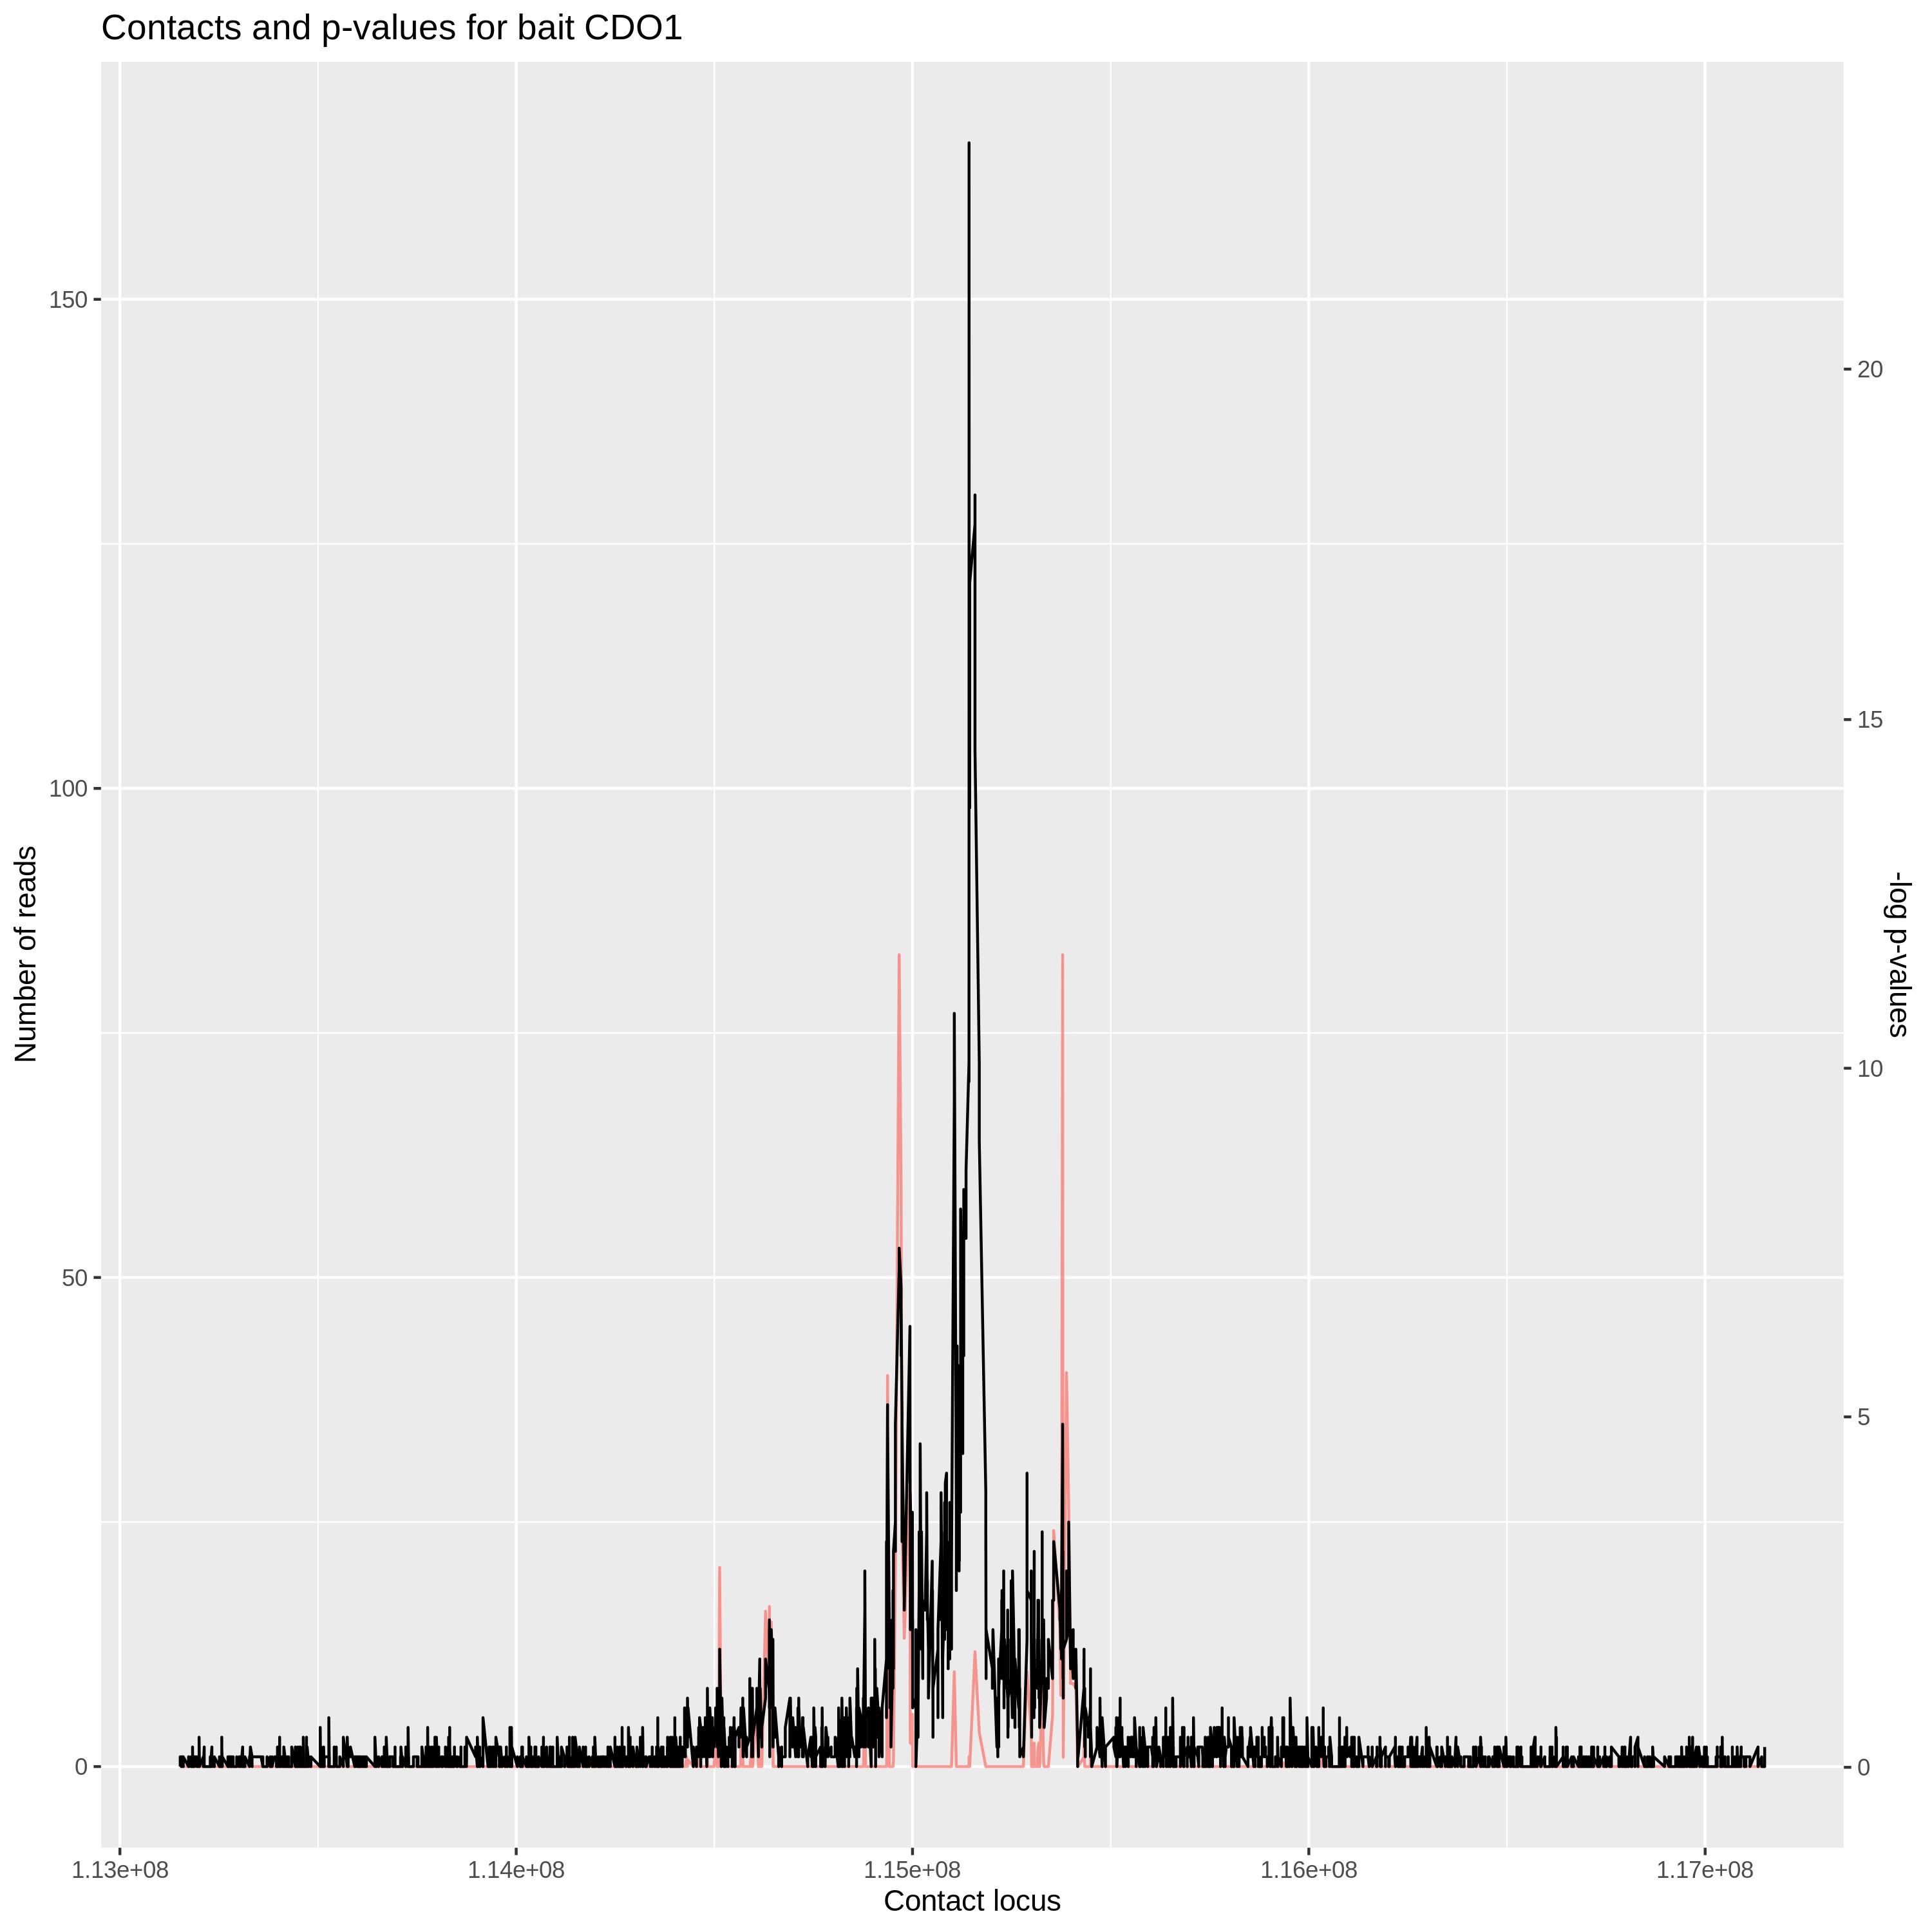 Contacts and p-values for bait CDO1
Number of reads
150
100
50
0
20
15
10
5
0
-log p-values
1.13e+08
1.14e+08
1.15e+08
1.16e+08
1.17e+08
Contact locus